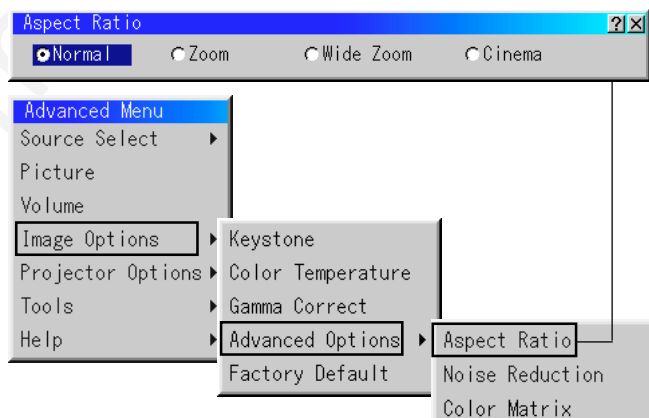 Aspect Ratio ? ×
Normal Zoom Wide Zoom Cinema
Advanced Menu
Source Select
Picture
Volume
Image Options
Projector Options
Tools
Help
Keystone
Color Temperature
Gamma Correct
Advanced Options
Factory Default
Aspect Ratio
Noise Reduction
Color Matrix